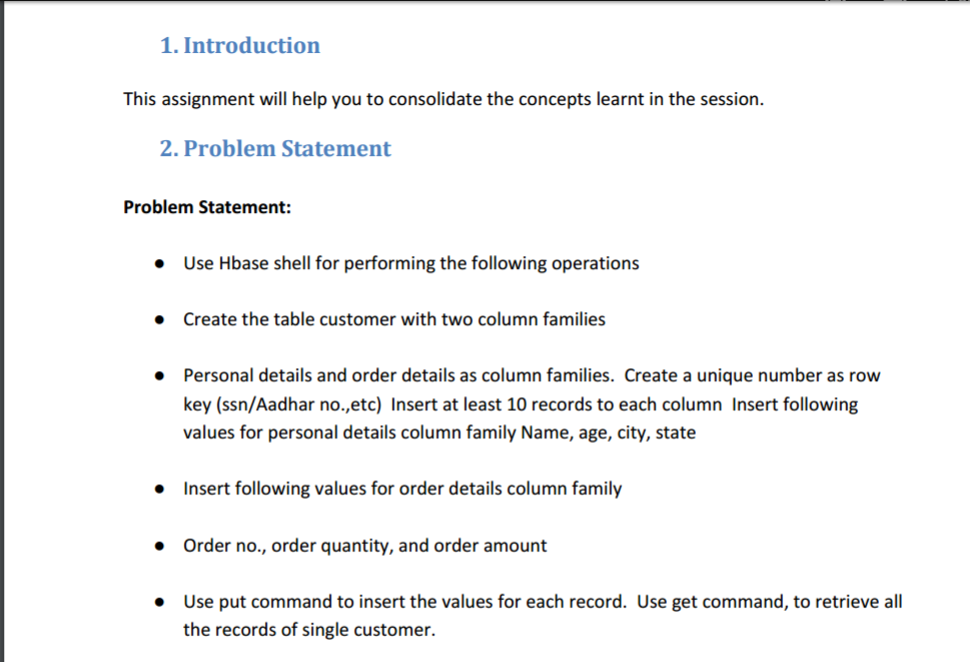 1. Introduction
This assignment will help you to consolidate the concepts learnt in the session.
2. Problem Statement
Problem Statement:
● Use Hbase shell for performing the following operations
● Create the table customer with two column families
● Personal details and order details as column families.  Create a unique number as row
key (ssn/Aadhar no.,etc)  Insert at least 10 records to each column  Insert following
values for personal details column family Name, age, city, state
● Insert following values for order details column family
● Order no., order quantity, and order amount
● Use put command to insert the values for each record.  Use get command, to retrieve all
the records of single customer.